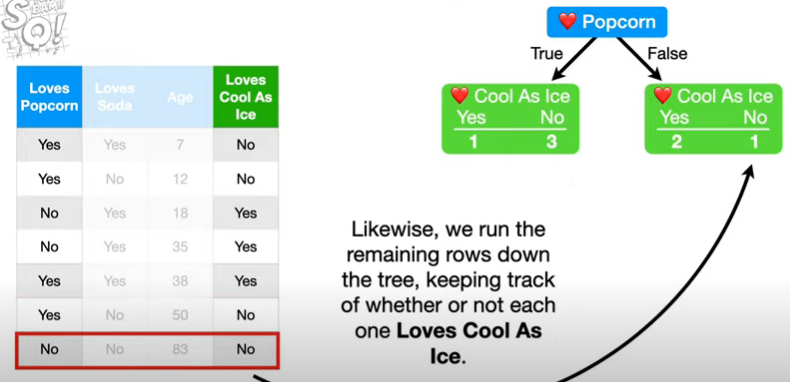 SQ!
❤️ Popcorn
True False
❤️ Cool As Ice
Yes No
1 3
❤️ Cool As Ice
Yes No
2 1
Loves Popcorn Loves Soda Age Loves Cool As Ice
Yes Yes 7 No
Yes No 12 No
No Yes 18 Yes
No Yes 35 Yes
Yes Yes 38 Yes
Yes No 50 No
No No 83 No
Likewise, we run the
remaining rows down
the tree, keeping track
of whether or not each
one Loves Cool As
Ice.